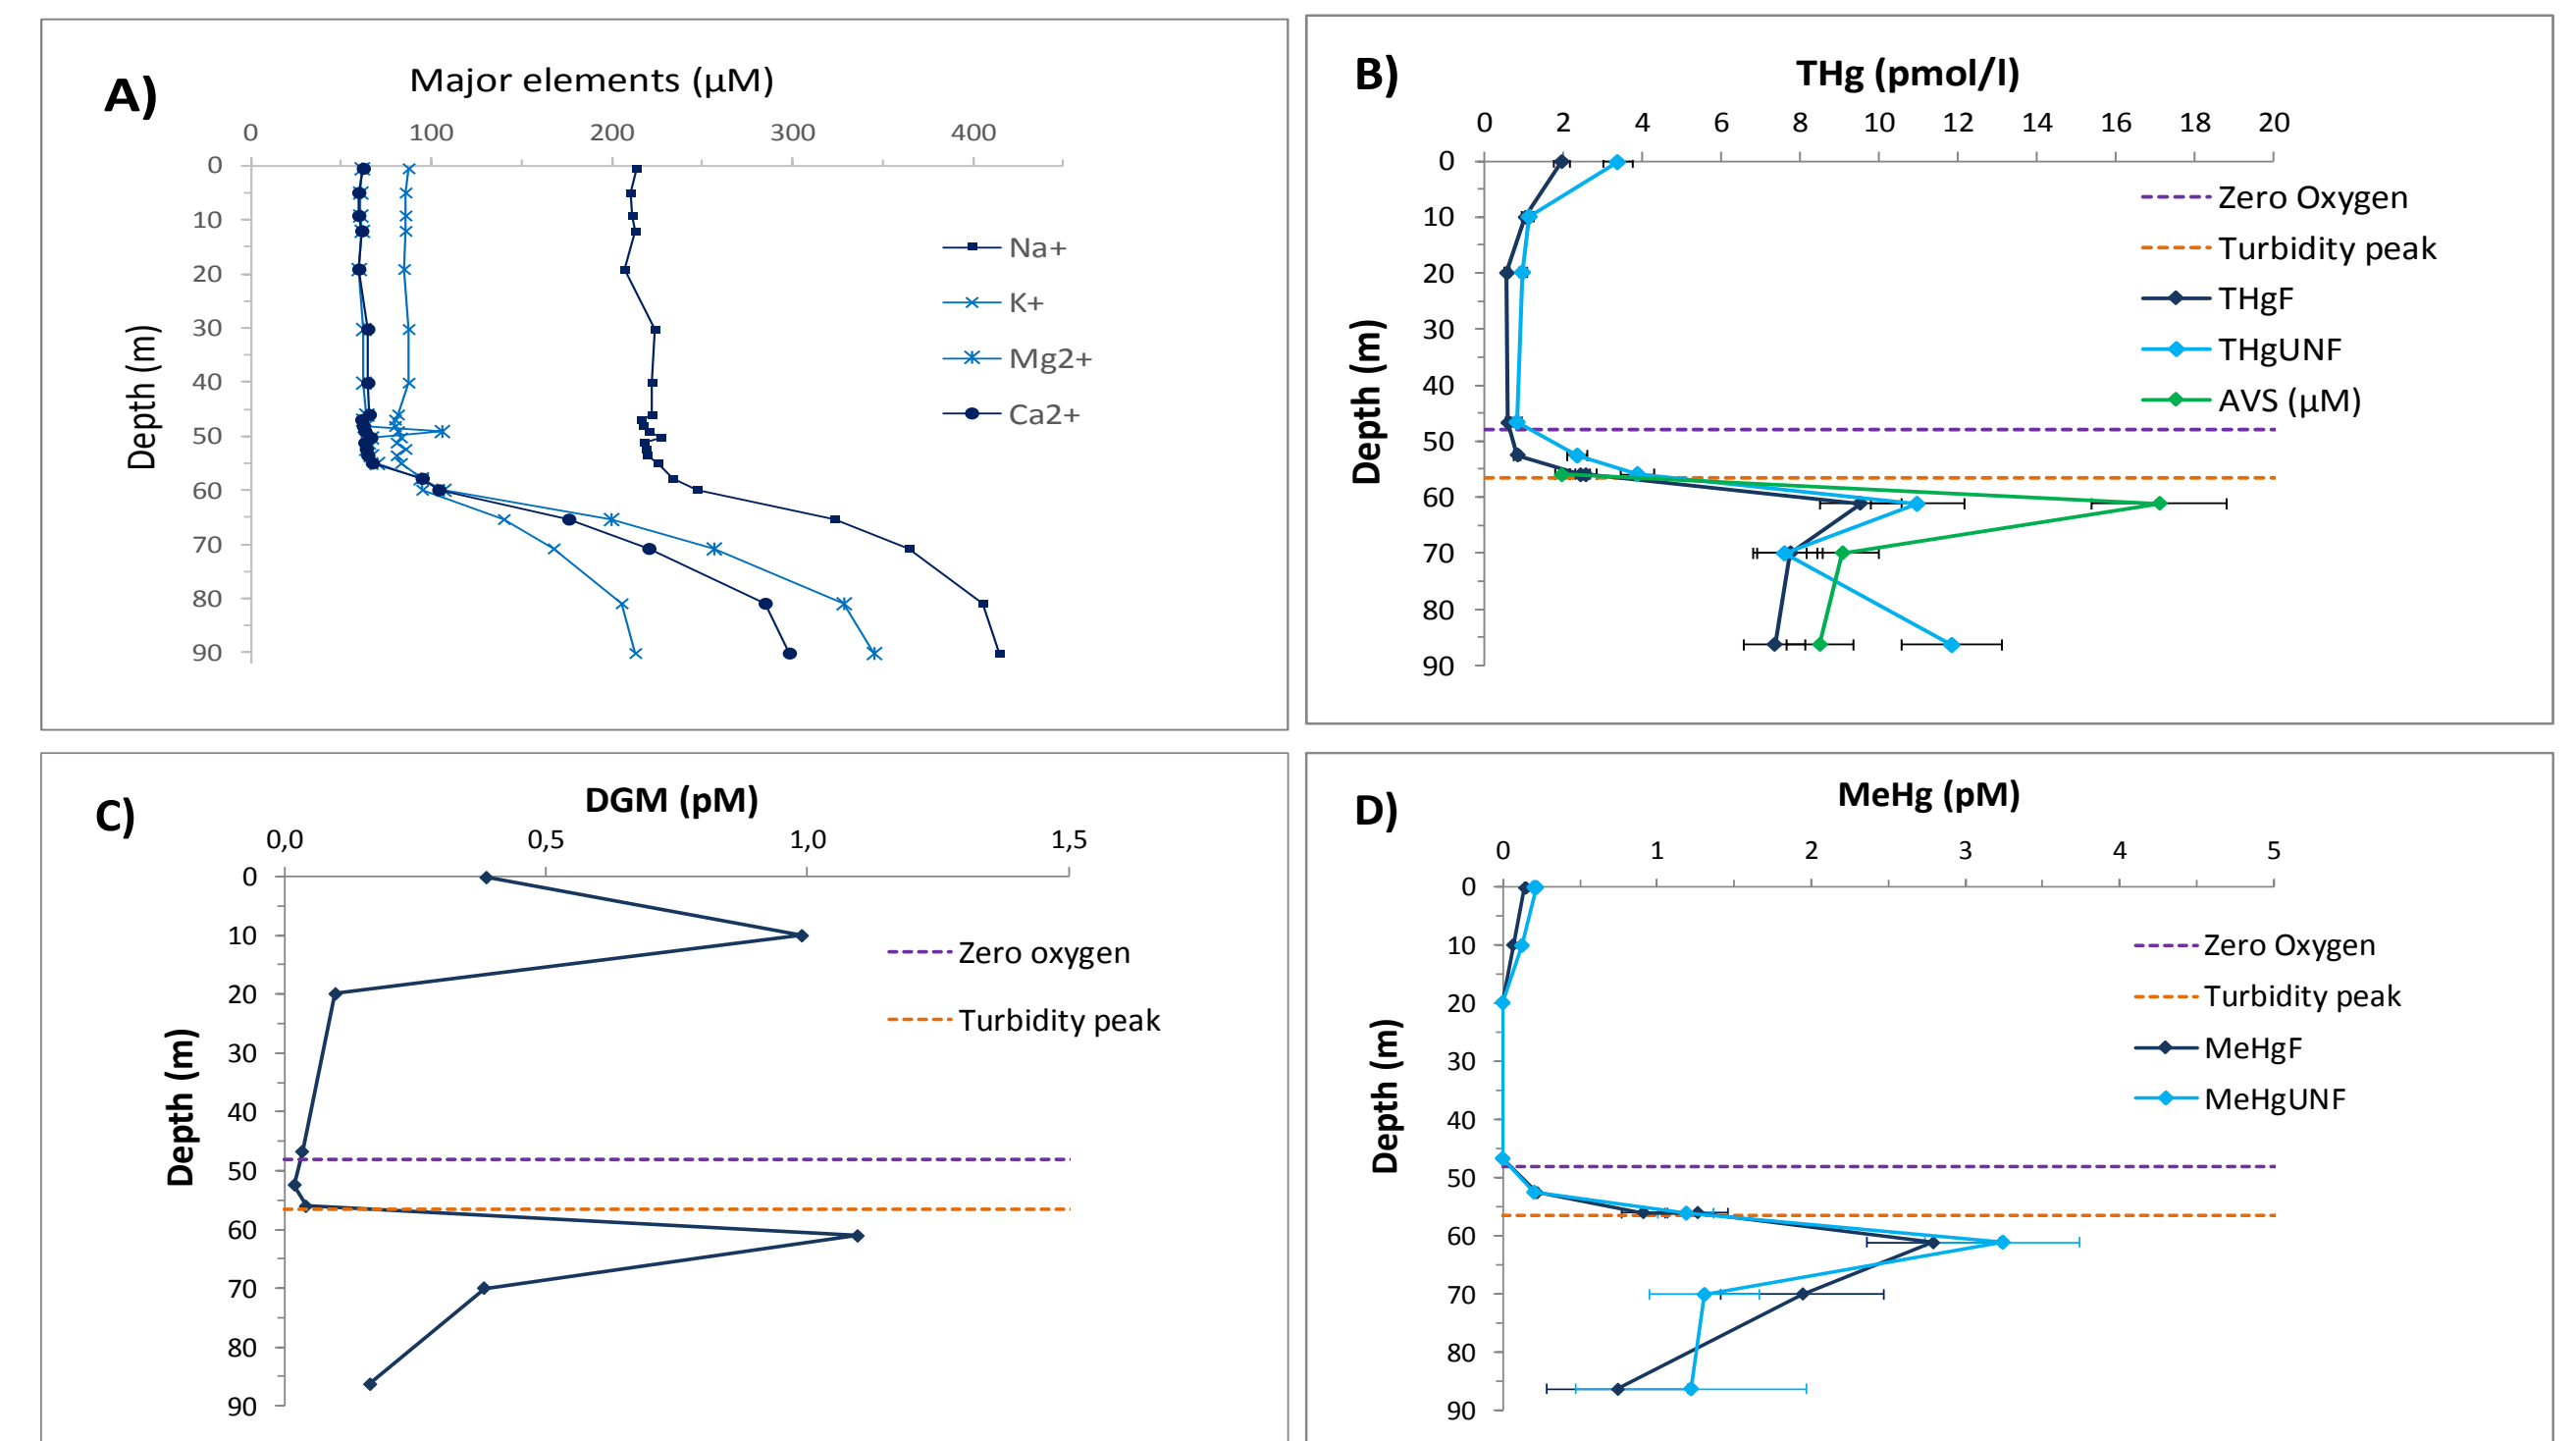 A)
Major elements (µM)
0 100 200 300 400
0
10
20
30
40
50
60
70
80
90
Depth (m)
Na+
K+
Mg2+
Ca2+
B)
THg (pmol/l)
0 2 4 6 8 10 12 14 16 18 20
0
10
20
30
40
50
60
70
80
90
Depth (m)
Zero Oxygen
Turbidity peak
THgF
THgUNF
AVS (µM)
C)
DGM (pM)
0,0 0,5 1,0 1,5
0
10
20
30
40
50
60
70
80
90
Depth (m)
Zero oxygen
Turbidity peak
D)
MeHg (pM)
0 1 2 3 4 5
0
10
20
30
40
50
60
70
80
90
Depth (m)
Zero Oxygen
Turbidity peak
MeHgF
MeHgUNF